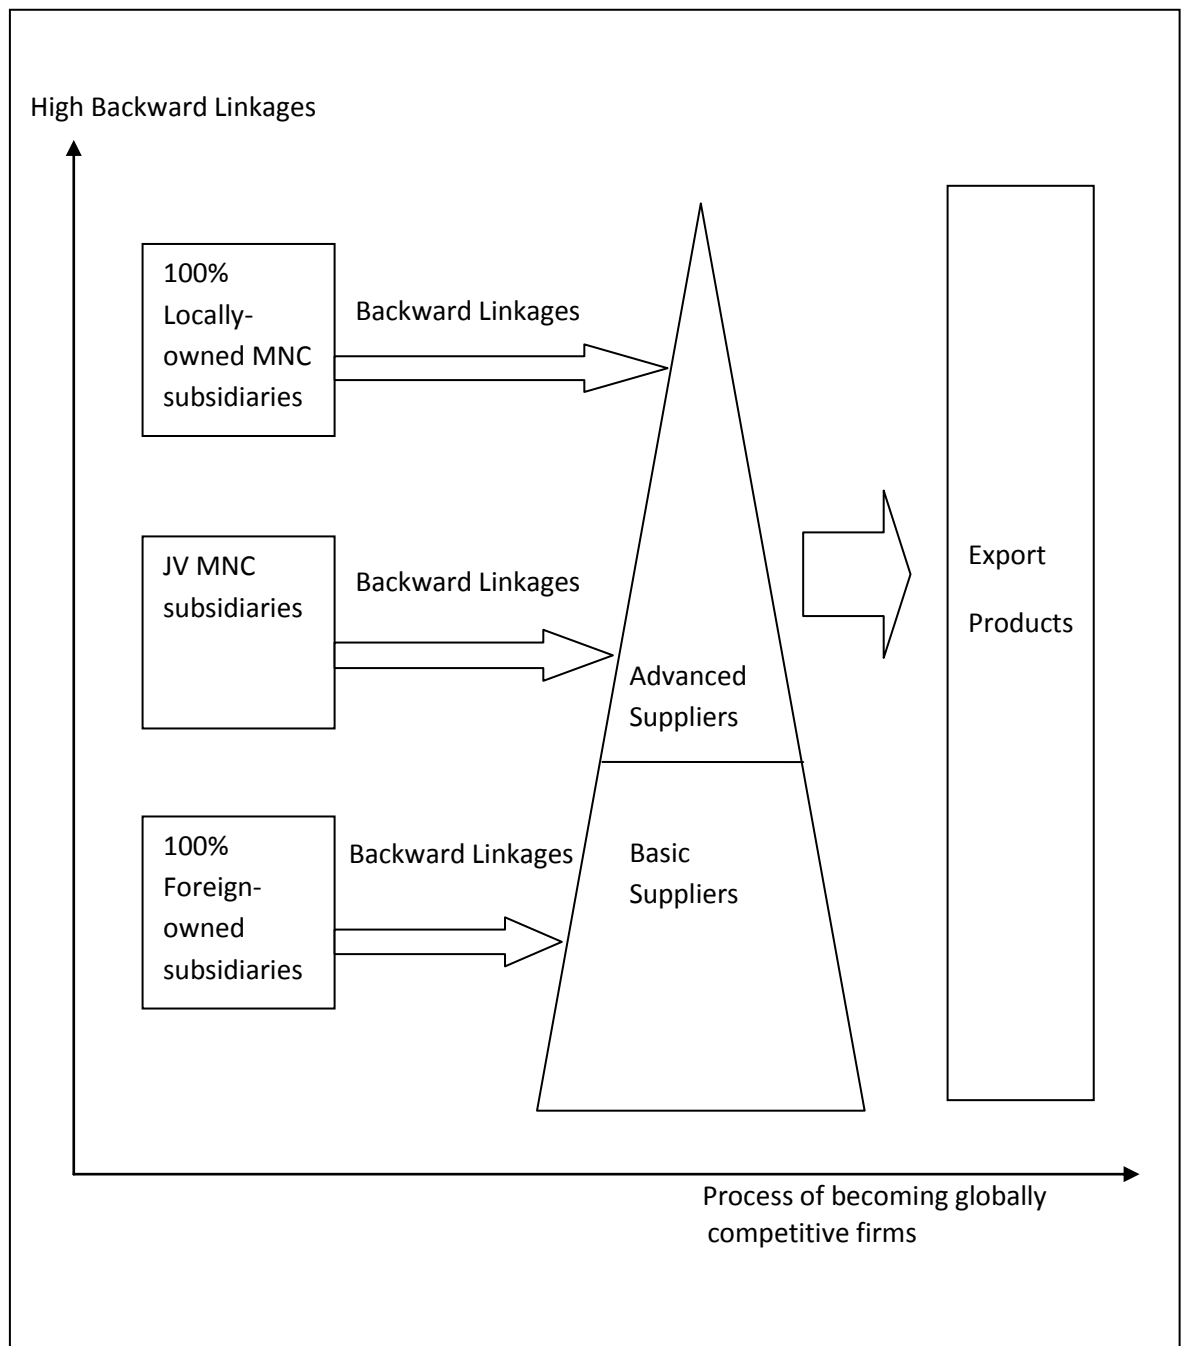 High Backward Linkages
100%
Locally-
owned MNC
subsidiaries
Backward Linkages
JV MNC
subsidiaries
Backward Linkages
Advanced
Suppliers
Export
Products
100%
Foreign-
owned
subsidiaries
Backward Linkages
Basic
Suppliers
Process of becoming globally
competitive firms